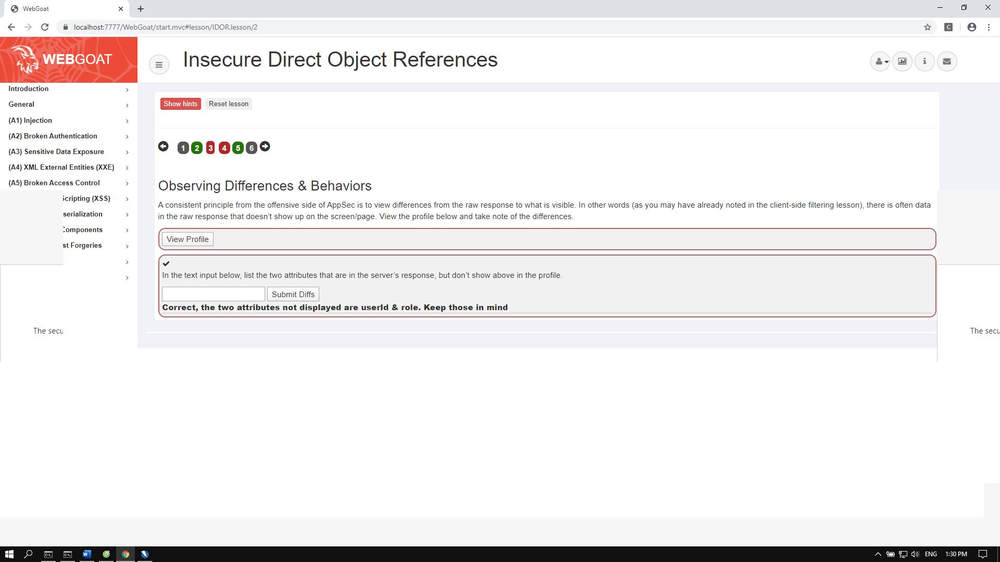 WebGoat
localhost:7777/WebGoat/start.mvc#lesson/IDOR.lesson/2
C
WEBGOAT
Insecure Direct Object References
Introduction
General
(A1) Injection
(A2) Broken Authentication
(A3) Sensitive Data Exposure
(A4) XML External Entities (XXE)
(A5) Broken Access Control
Scripting (XSS)
serialization
Components
st Forgeries
Show hints
Reset lesson
1 2 3 4 5 6
Observing Differences & Behaviors
A consistent principle from the offensive side of AppSec is to view differences from the raw response to what is visible. In other words (as you may have already noted in the client-side filtering lesson), there is often data
in the raw response that doesn’t show up on the screen/page. View the profile below and take note of the differences.
View Profile
In the text input below, list the two attributes that are in the server’s response, but don’t show above in the profile.
Submit Diffs
Correct, the two attributes not displayed are userId & role. Keep those in mind
The secu
The secu
ENG
1:30 PM